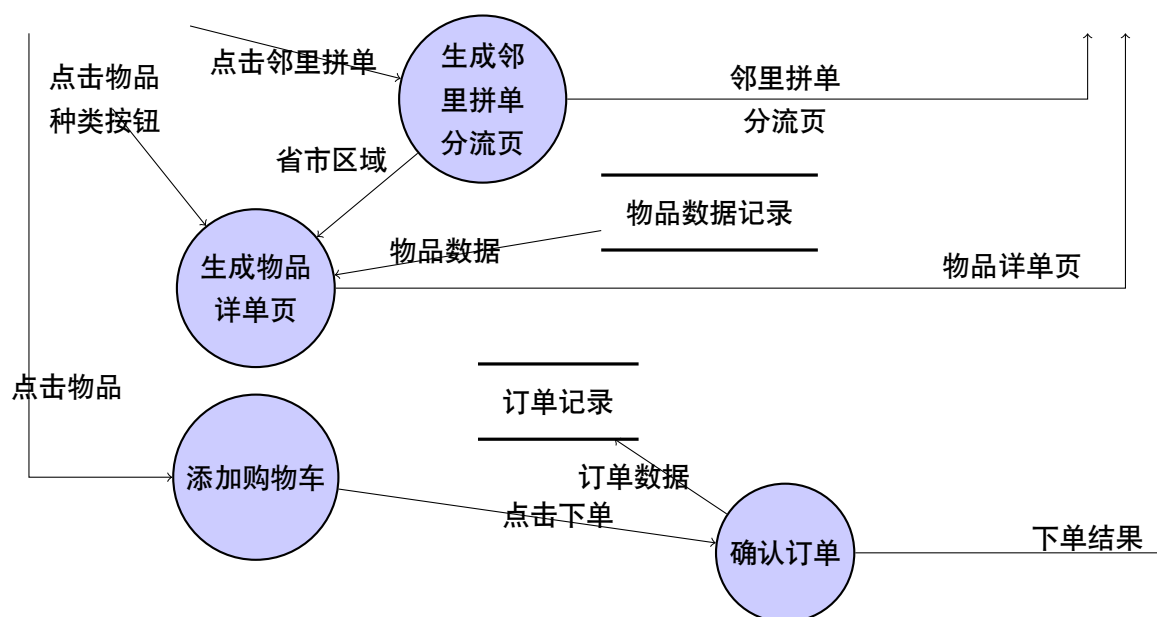 点击物品
种类按钮
点击邻里拼单
生成邻
里拼单
分流页
邻里拼单
分流页
省市区域
物品数据记录
物品数据
生成物品
详单页
物品详单页
点击物品
订单记录
添加购物车
订单数据
点击下单
确认订单
下单结果